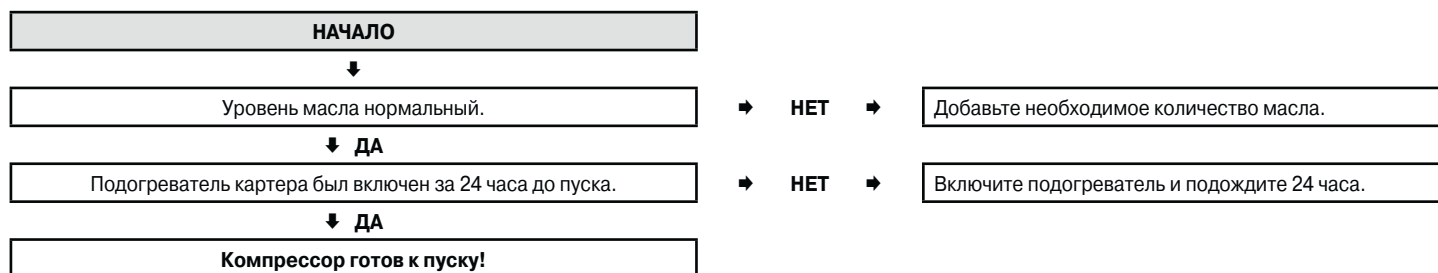 НАЧАЛО
Уровень масла нормальный.
НЕТ
Добавьте необходимое количество масла.
ДА
Подогреватель картера был включен за 24 часа до пуска.
НЕТ
Включите подогреватель и подождите 24 часа.
ДА
Компрессор готов к пуску!